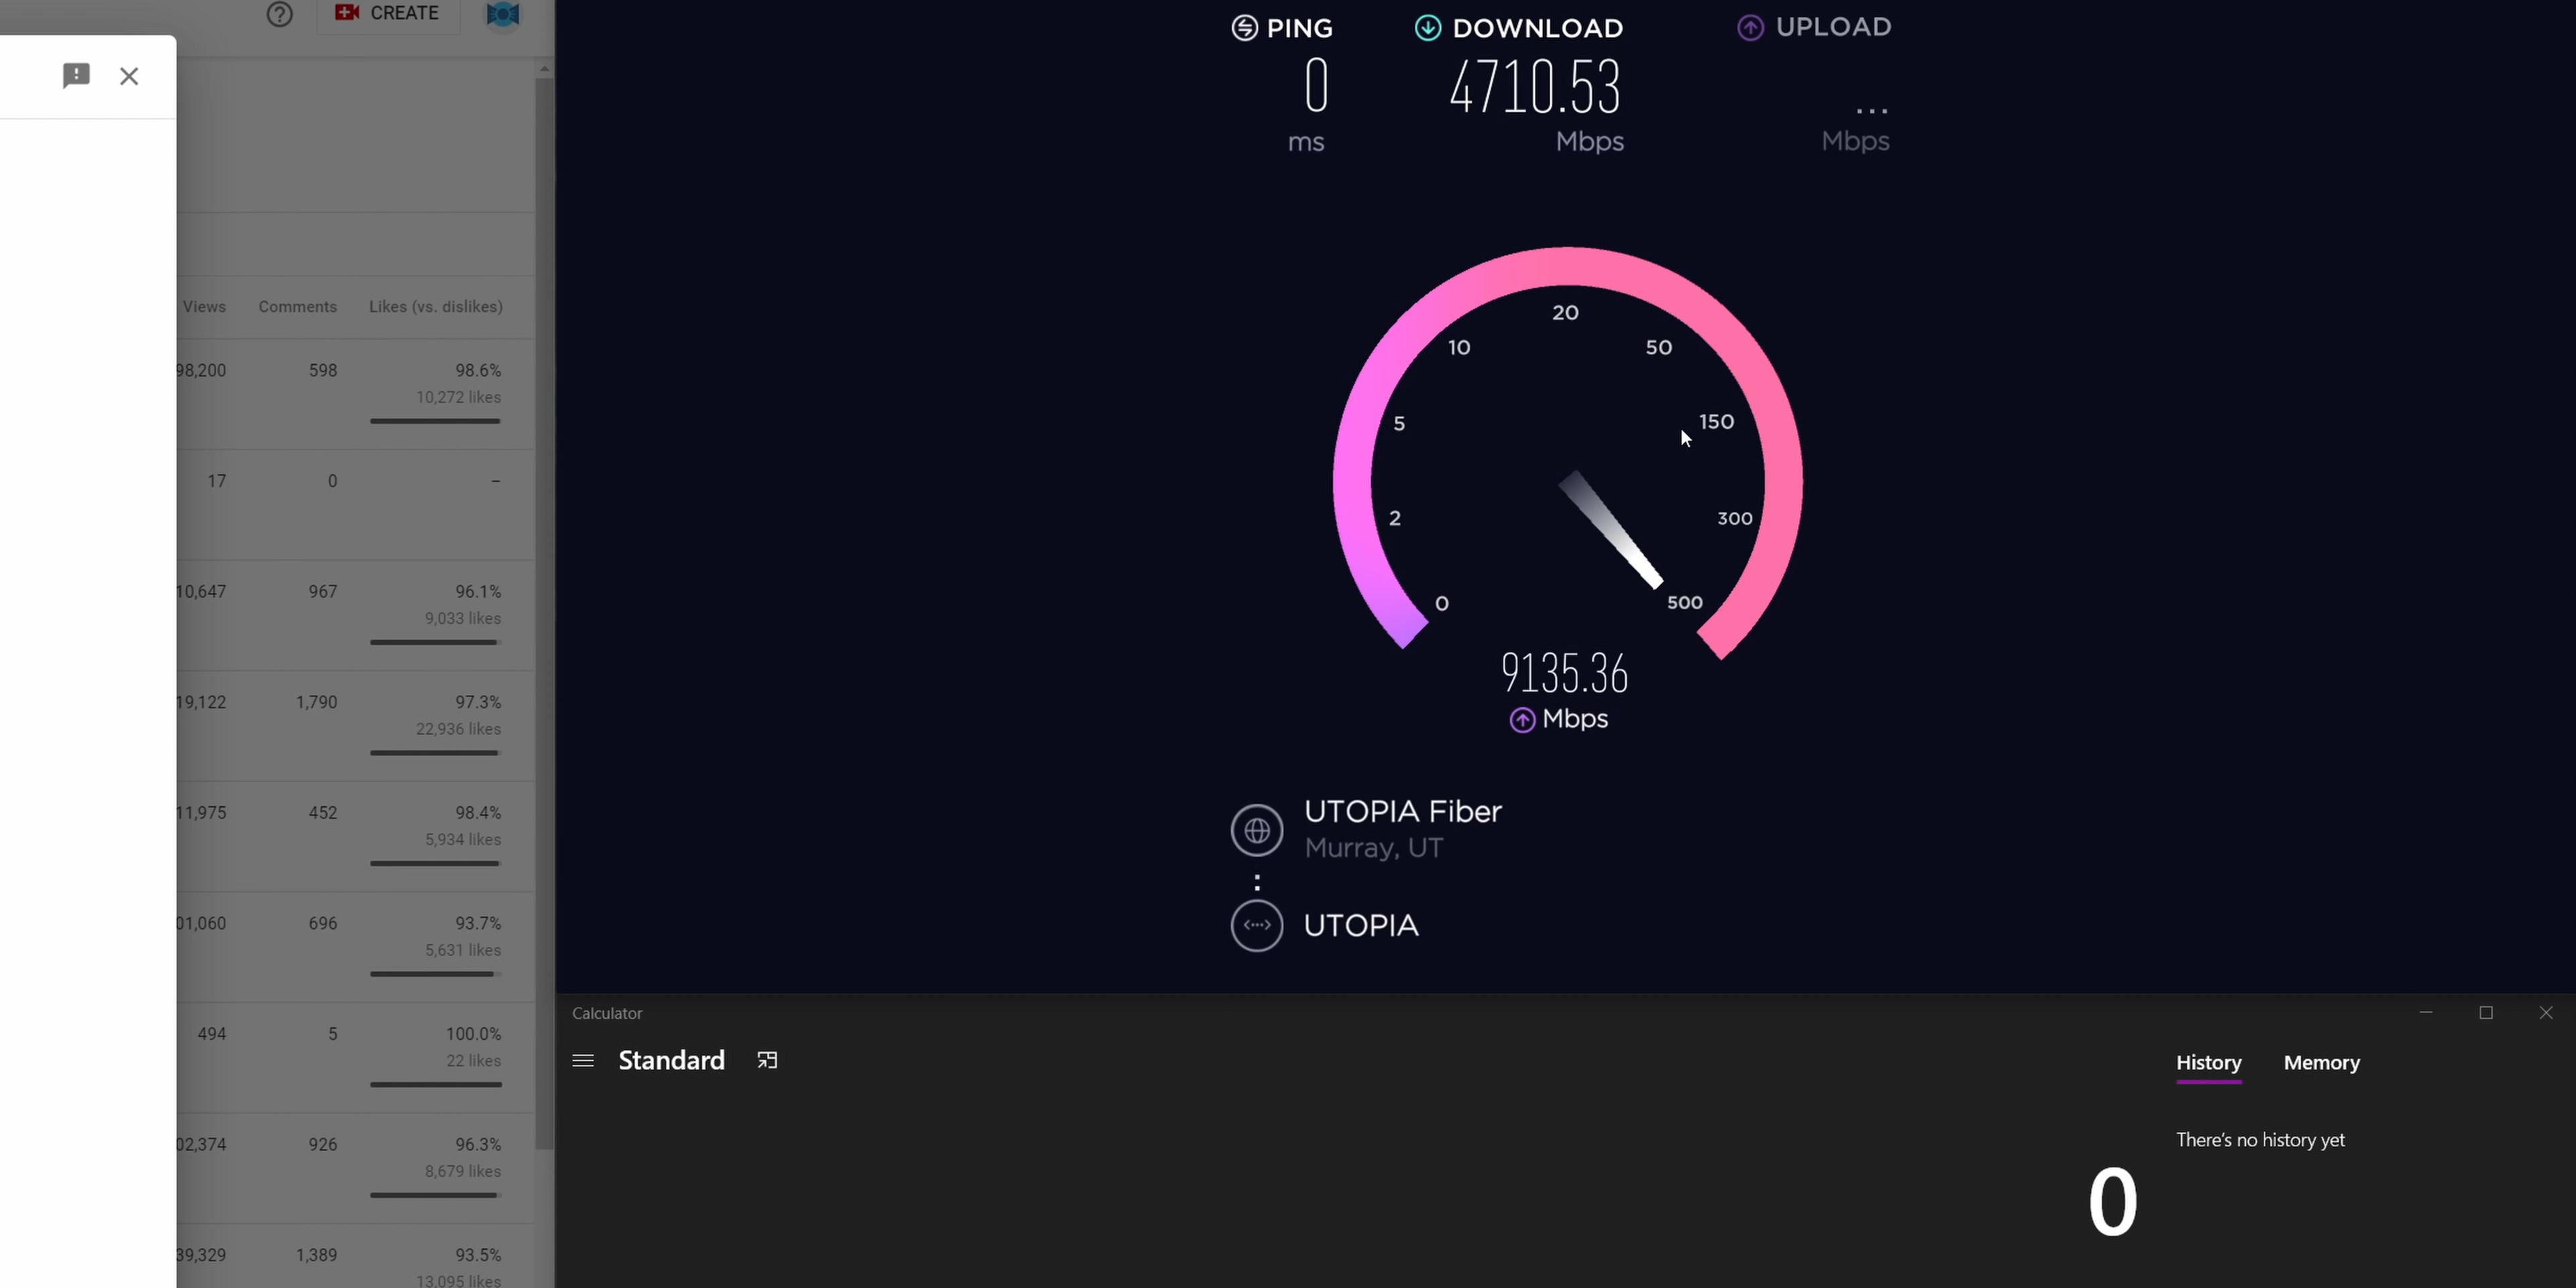 CREATE
Views Comments Likes (vs. dislikes)
98,200 598 98.6%
10,272 likes
17 0 –
10,647 967 96.1%
9,033 likes
19,122 1,790 97.3%
22,936 likes
11,975 452 98.4%
5,934 likes
01,060 696 93.7%
5,631 likes
494 5 100.0%
22 likes
02,374 926 96.3%
8,679 likes
39,329 1,389 93.5%
13,095 likes
PING DOWNLOAD UPLOAD
0 4710.53 ...
ms Mbps Mbps
0
2
5
10
20
50
150
300
500
9135.36
Mbps
UTOPIA Fiber
Murray, UT
UTOPIA
Calculator
Standard
History Memory
There's no history yet
0